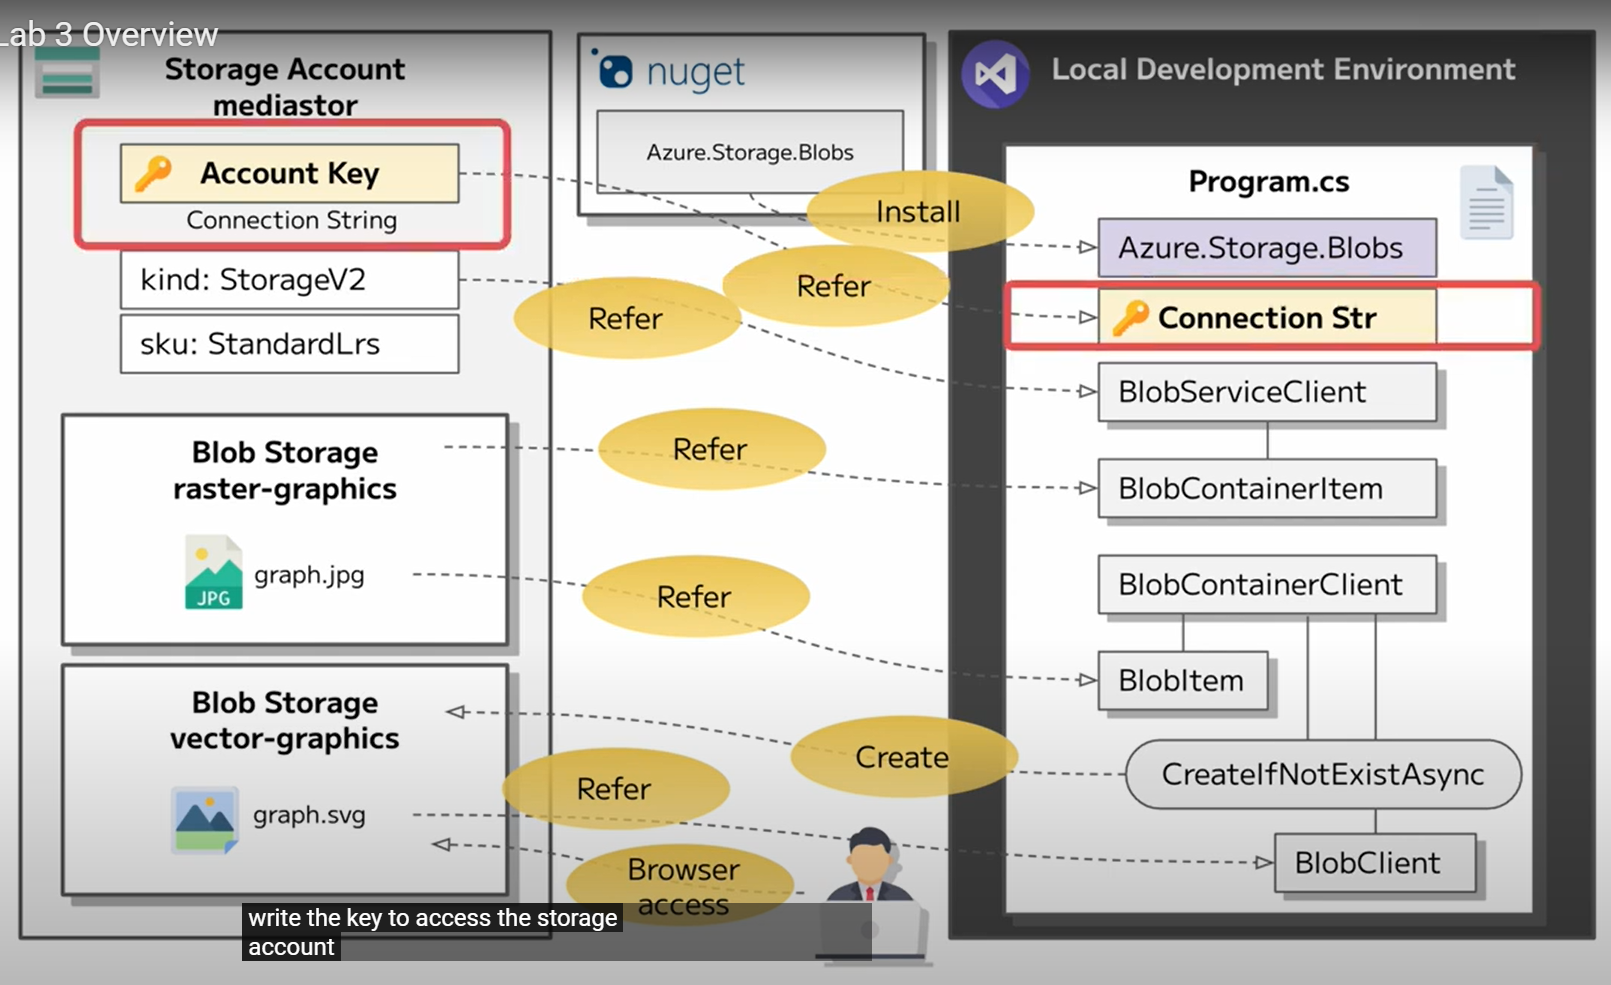 Lab 3 Overview
Storage Account
mediastor
Account Key
Connection String
kind: StorageV2
sku: StandardLrs
Blob Storage
raster-graphics
JPG
graph.jpg
Blob Storage
vector-graphics
graph.svg
nuget
Azure.Storage.Blobs
Install
Refer
Refer
Refer
Refer
Create
Refer
Browser
access
Local Development Environment
Program.cs
Azure.Storage.Blobs
Connection Str
BlobServiceClient
BlobContainerItem
BlobContainerClient
BlobItem
CreateIfNotExistAsync
BlobClient
write the key to access the storage
account